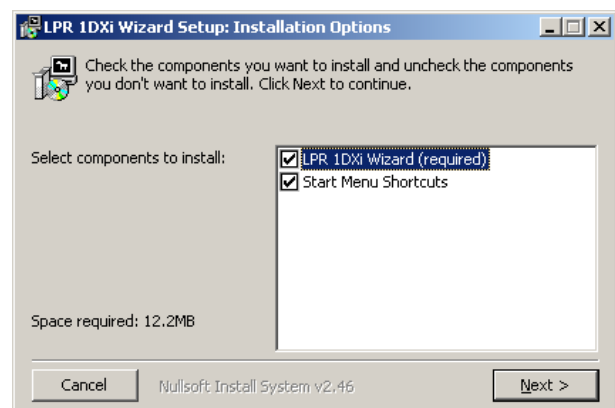 LPR 1DXi Wizard Setup: Installation Options
Check the components you want to install and uncheck the components
you don't want to install. Click Next to continue.
Select components to install:
LPR 1DXi Wizard (required)
Start Menu Shortcuts
Space required: 12.2MB
Cancel
Nullsoft Install System v2.46
Next >